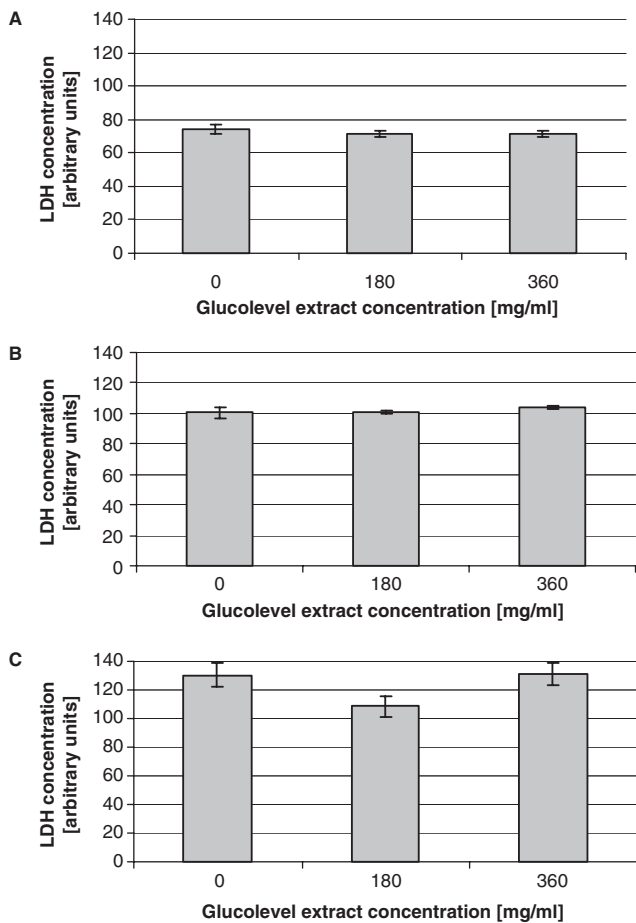 A
LDH concentration
[arbitrary units]
140
120
100
80
60
40
20
0
0 180 360
Glucolevel extract concentration [mg/ml]
B
LDH concentration
[arbitrary units]
140
120
100
80
60
40
20
0
0 180 360
Glucolevel extract concentration [mg/ml]
C
LDH concentration
[arbitrary units]
140
120
100
80
60
40
20
0
0 180 360
Glucolevel extract concentration [mg/ml]